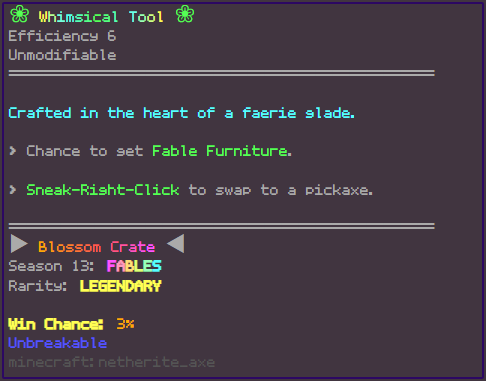 ❀ Whimsical Tool ❀
Efficiency 6
Unmodifiable
Crafted in the heart of a faerie glade.
> Chance to get Fable Furniture.
> Sneak-Right-Click to swap to a pickaxe.
▶ Blossom Crate ◀
Season 13: FABLES
Rarity: LEGENDARY
Win Chance: 3%
Unbreakable
minecraft:netherite_axe